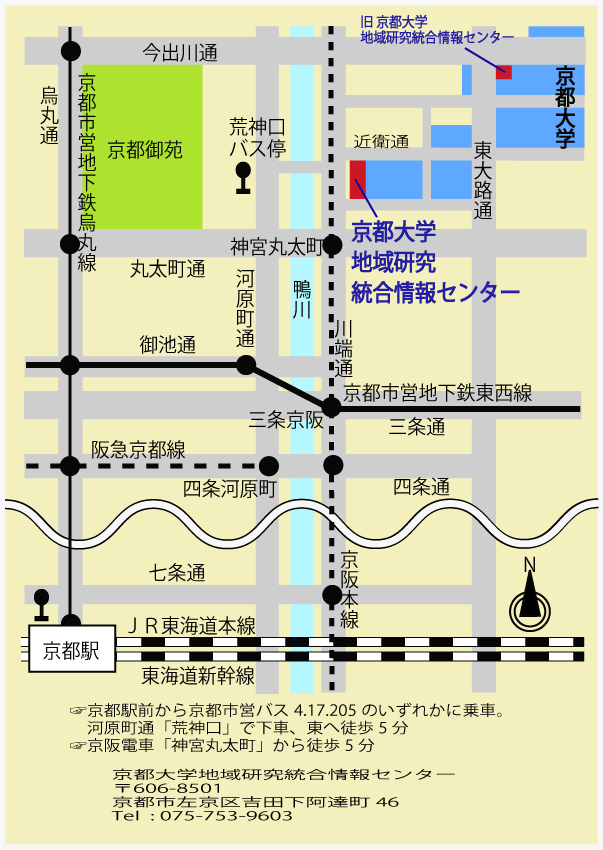 旧 京都大学
地域研究統合情報センター
今出川通
京都大学
烏丸通
京都市営地下鉄烏丸線
京都御苑
荒神口
バス停
近衛通
東大路通
京都大学
地域研究
統合情報センター
神宮丸太町
丸太町通
河原町通
鴨川
川端通
御池通
京都市営地下鉄東西線
三条京阪
三条通
阪急京都線
四条河原町
四条通
七条通
京阪本線
N
JR東海道本線
京都駅
東海道新幹線
☞京都駅前から京都市営バス 4.17.205 のいずれかに乗車。
河原町通「荒神口」で下車、東へ徒歩 5 分
☞京阪電車「神宮丸太町」から徒歩 5 分
京都大学地域研究統合情報センター
〒606-8501
京都市左京区吉田下阿達町 46
Tel : 075-753-9603